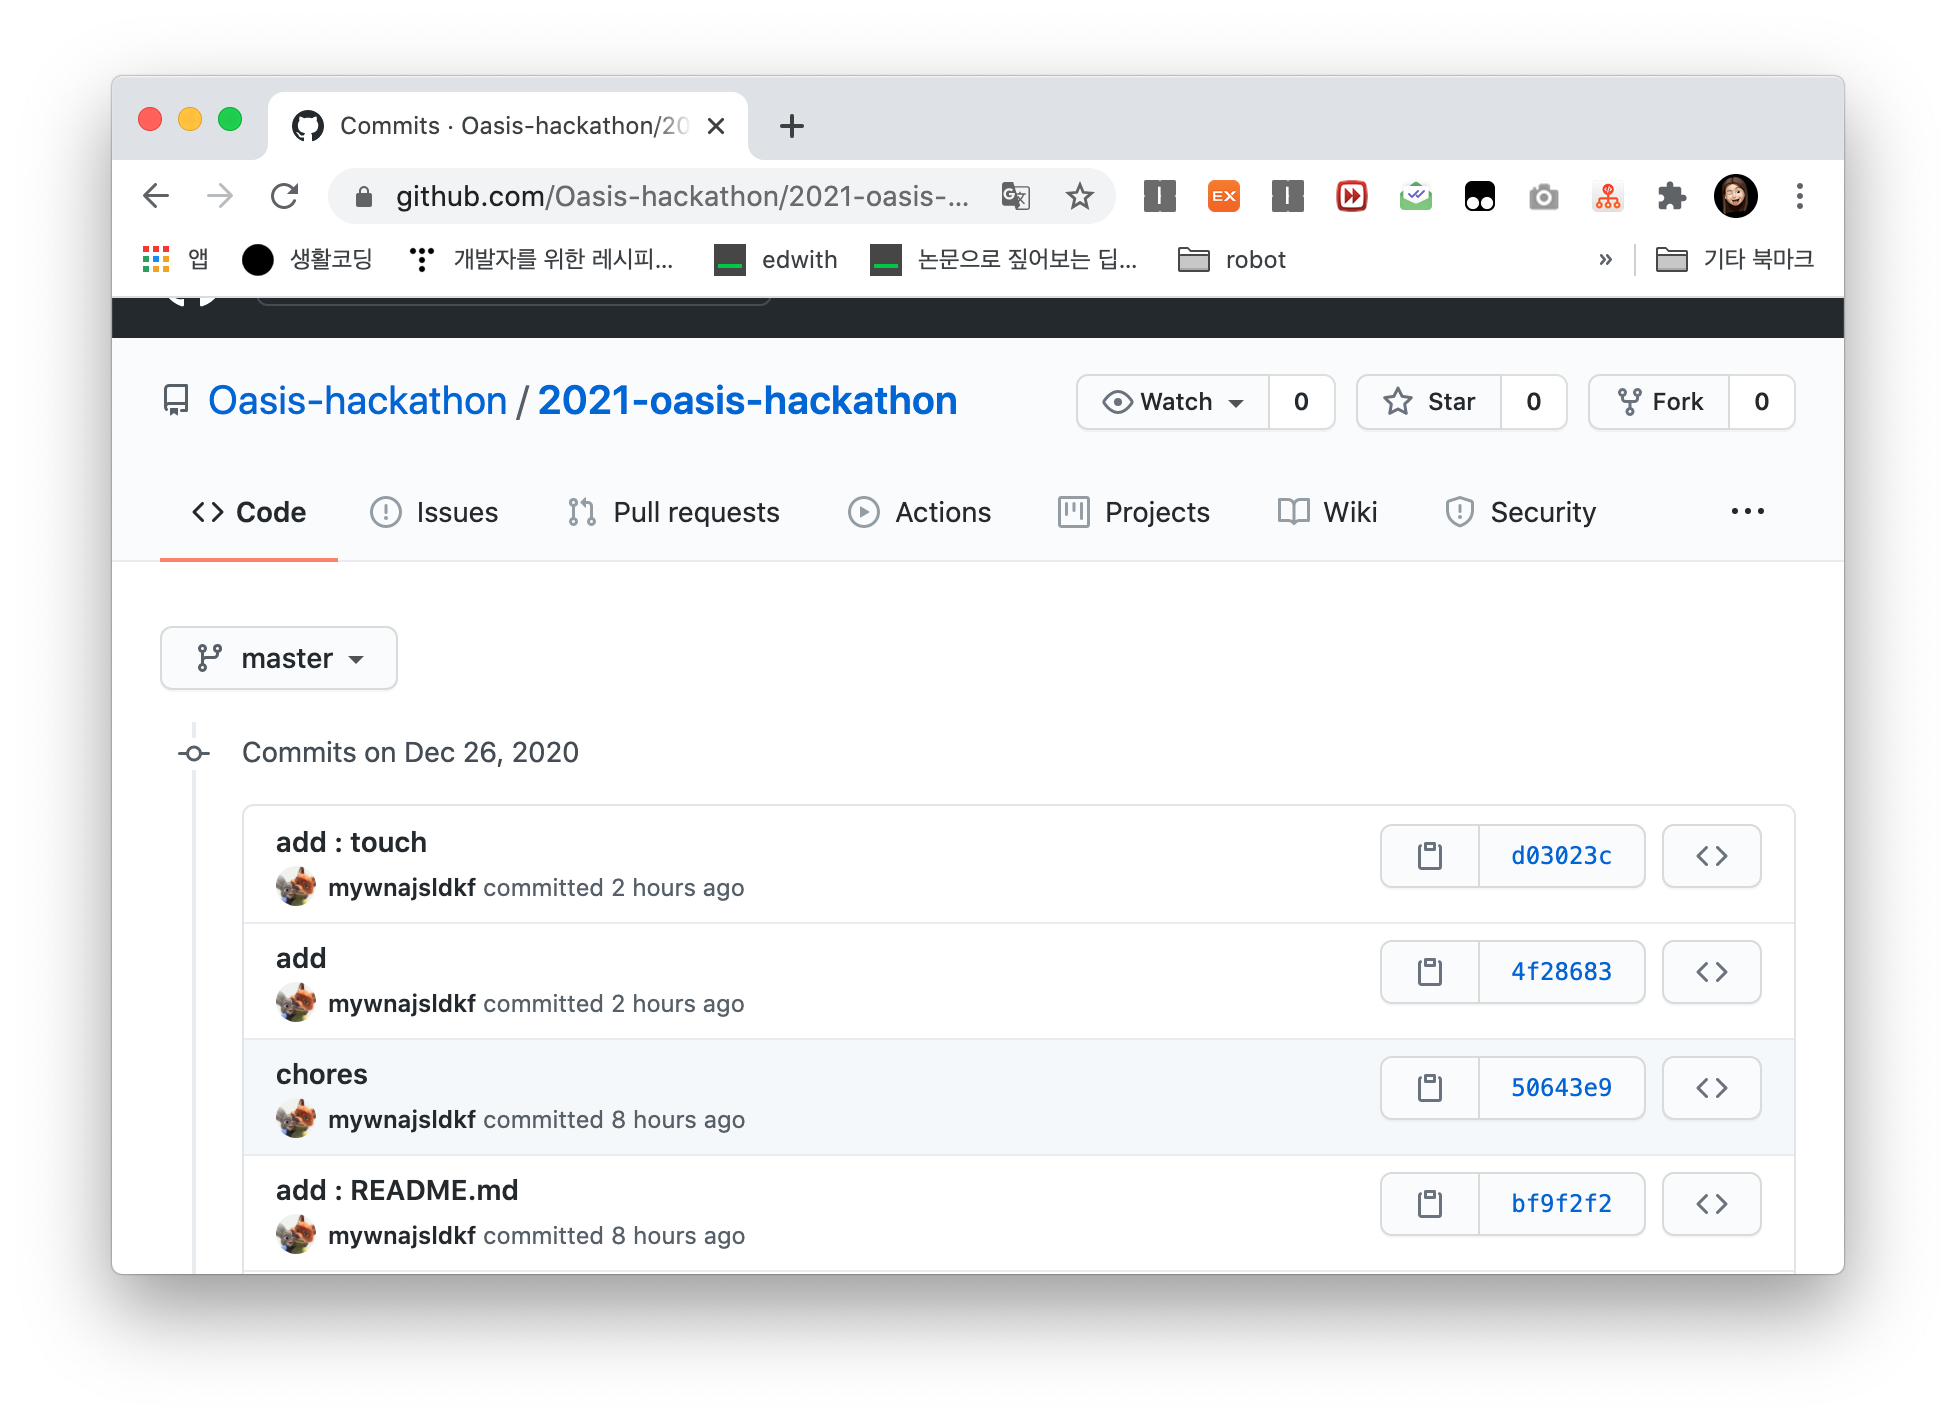 Commits · Oasis-hackathon/20
github.com/Oasis-hackathon/2021-oasis-...
EX
앱 생활코딩 개발자를 위한 레시피... edwith 논문으로 짚어보는 딥... robot » 기타 북마크
Oasis-hackathon / 2021-oasis-hackathon Watch 0 Star 0 Fork 0
Code Issues Pull requests Actions Projects Wiki Security ...
master
Commits on Dec 26, 2020
add : touch
mywnajsldkf committed 2 hours ago
d03023c
add
mywnajsldkf committed 2 hours ago
4f28683
chores
mywnajsldkf committed 8 hours ago
50643e9
add : README.md
mywnajsldkf committed 8 hours ago
bf9f2f2